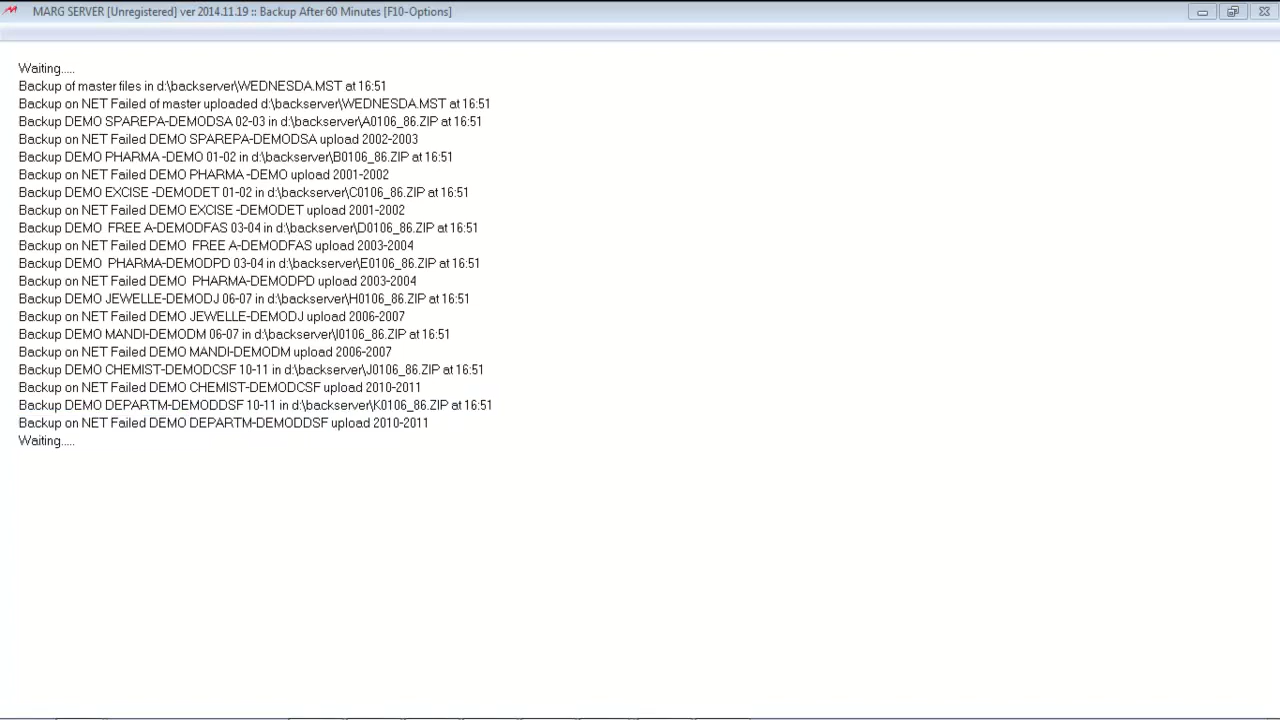 MARG SERVER [Unregistered] ver 2014.11.19 :: Backup After 60 Minutes [F10-Options]
Waiting.....
Backup of master files in d:\backserver\WEDNESDA.MST at 16:51
Backup on NET Failed of master uploaded d:\backserver\WEDNESDA.MST at 16:51
Backup DEMO SPAREPA-DEMODSA 02-03 in d:\backserver\A0106_86.ZIP at 16:51
Backup on NET Failed DEMO SPAREPA-DEMODSA upload 2002-2003
Backup DEMO PHARMA -DEMO 01-02 in d:\backserver\B0106_86.ZIP at 16:51
Backup on NET Failed DEMO PHARMA -DEMO upload 2001-2002
Backup DEMO EXCISE -DEMODET 01-02 in d:\backserver\C0106_86.ZIP at 16:51
Backup on NET Failed DEMO EXCISE -DEMODET upload 2001-2002
Backup DEMO  FREE A-DEMODFAS 03-04 in d:\backserver\D0106_86.ZIP at 16:51
Backup on NET Failed DEMO  FREE A-DEMODFAS upload 2003-2004
Backup DEMO  PHARMA-DEMODPD 03-04 in d:\backserver\E0106_86.ZIP at 16:51
Backup on NET Failed DEMO  PHARMA-DEMODPD upload 2003-2004
Backup DEMO JEWELLE-DEMODJ 06-07 in d:\backserver\H0106_86.ZIP at 16:51
Backup on NET Failed DEMO JEWELLE-DEMODJ upload 2006-2007
Backup DEMO MANDI-DEMODM 06-07 in d:\backserver\I0106_86.ZIP at 16:51
Backup on NET Failed DEMO MANDI-DEMODM upload 2006-2007
Backup DEMO CHEMIST-DEMODCSF 10-11 in d:\backserver\J0106_86.ZIP at 16:51
Backup on NET Failed DEMO CHEMIST-DEMODCSF upload 2010-2011
Backup DEMO DEPARTM-DEMODDSF 10-11 in d:\backserver\K0106_86.ZIP at 16:51
Backup on NET Failed DEMO DEPARTM-DEMODDSF upload 2010-2011
Waiting.....